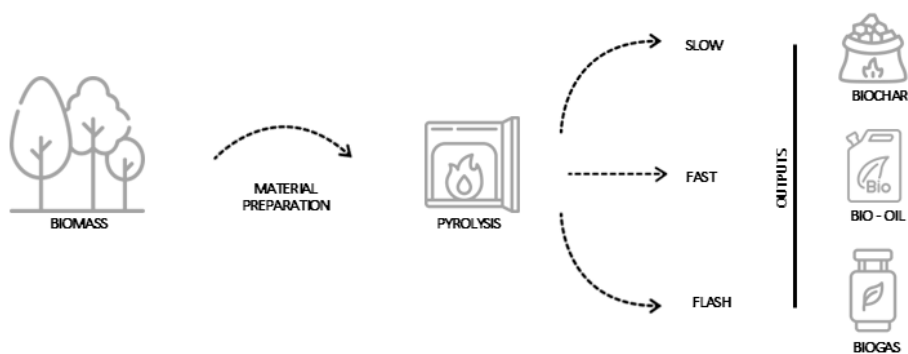 BIOMASS
MATERIAL
PREPARATION
PYROLYSIS
SLOW
FAST
FLASH
OUTPUTS
BIOCHAR
Bio
BIO - OIL
BIOGAS